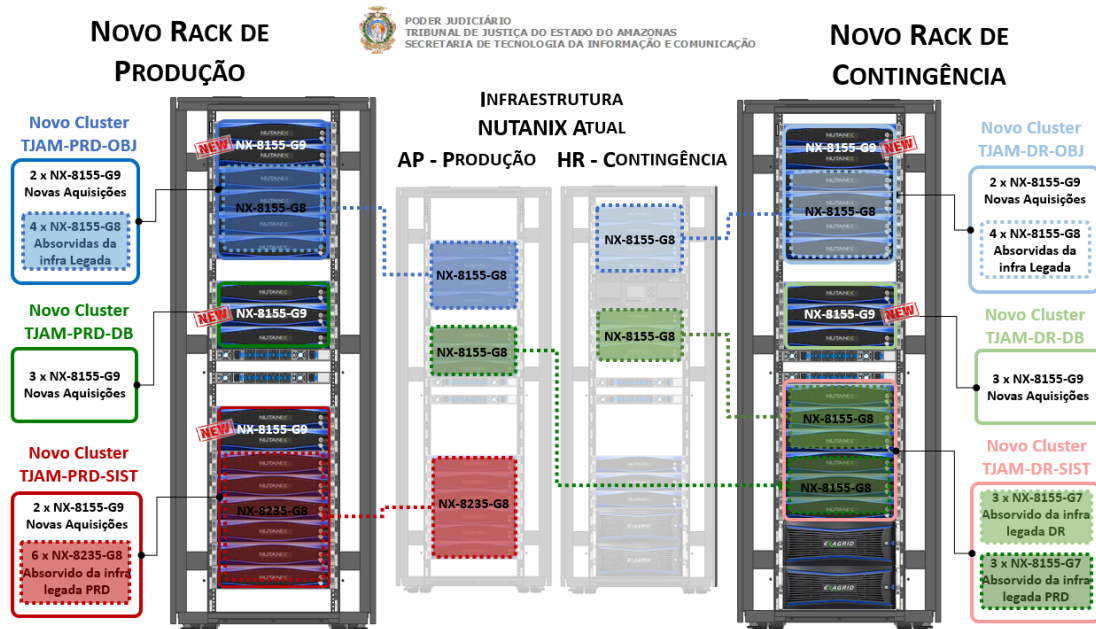 PODER JUDICIÁRIO
TRIBUNAL DE JUSTIÇA DO ESTADO DO AMAZONAS
SECRETARIA DE TECNOLOGIA DA INFORMAÇÃO E COMUNICAÇÃO
NOVO RACK DE
PRODUÇÃO
Novo Cluster
TJAM-PRD-OBJ
2 x NX-8155-G9
Novas Aquisições
4 x NX-8155-G8
Absorvidas da
infra Legada
Novo Cluster
TJAM-PRD-DB
3 x NX-8155-G9
Novas Aquisições
Novo Cluster
TJAM-PRD-SIST
2 x NX-8155-G9
Novas Aquisições
6 x NX-8235-G8
Absorvido da infra
legada PRD
NUTANIX
NEW
NX-8155-G9
NX-8155-G8
NUTANIX
NEW
NX-8155-G9
NUTANIX
NEW
NX-8155-G9
NX-8235-G8
INFRAESTRUTURA
NUTANIX ATUAL
AP - PRODUÇÃO
HR - CONTINGÊNCIA
NX-8155-G8
NX-8155-G8
NX-8235-G8
NX-8155-G8
NX-8155-G8
NOVO RACK DE
CONTINGÊNCIA
NUTANIX
NX-8155-G9
NEW
NX-8155-G8
NUTANIX
NX-8155-G9
NEW
NX-8155-G8
NUTANIX
NX-8155-G8
EXAGRID
EXAGRID
Novo Cluster
TJAM-DR-OBJ
2 x NX-8155-G9
Novas Aquisições
4 x NX-8155-G8
Absorvidas da
infra Legada
Novo Cluster
TJAM-DR-DB
3 x NX-8155-G9
Novas Aquisições
Novo Cluster
TJAM-DR-SIST
3 x NX-8155-G7
Absorvido da infra
legada DR
3 x NX-8155-G7
Absorvido da infra
legada PRD